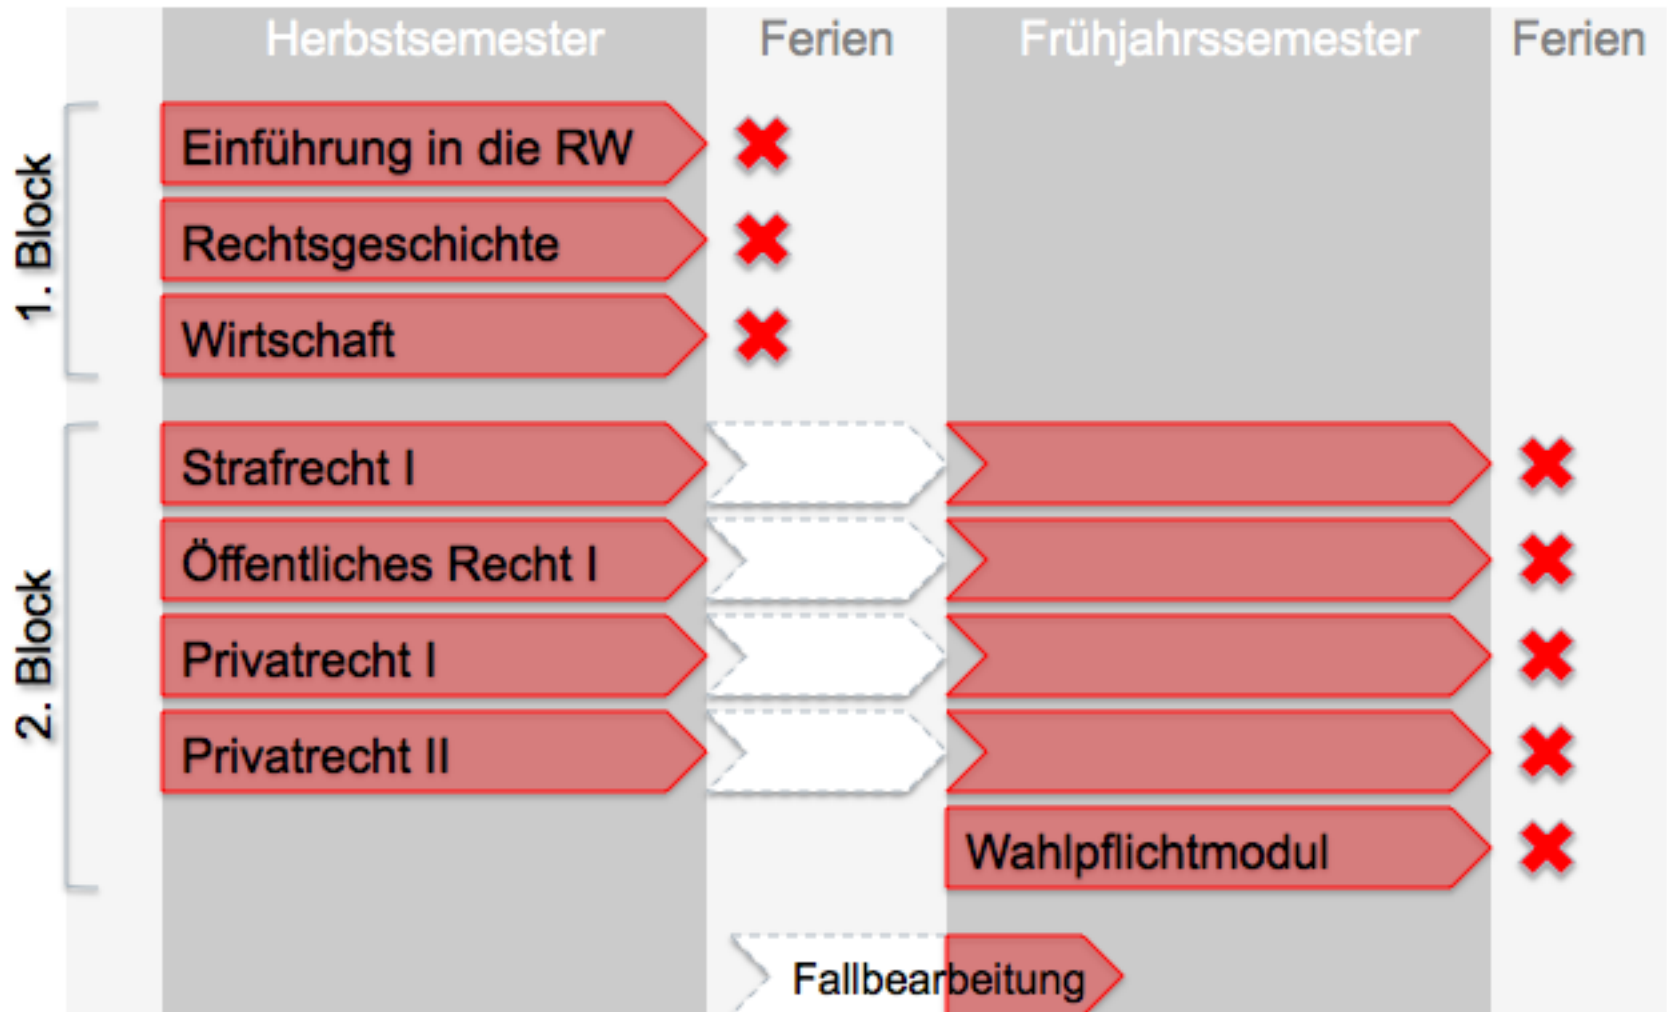 Herbstsemester Ferien Frühjahrssemester Ferien
1. Block
Einführung in die RW
Rechtsgeschichte
Wirtschaft
2. Block
Strafrecht I
Öffentliches Recht I
Privatrecht I
Privatrecht II
Wahlpflichtmodul
Fallbearbeitung